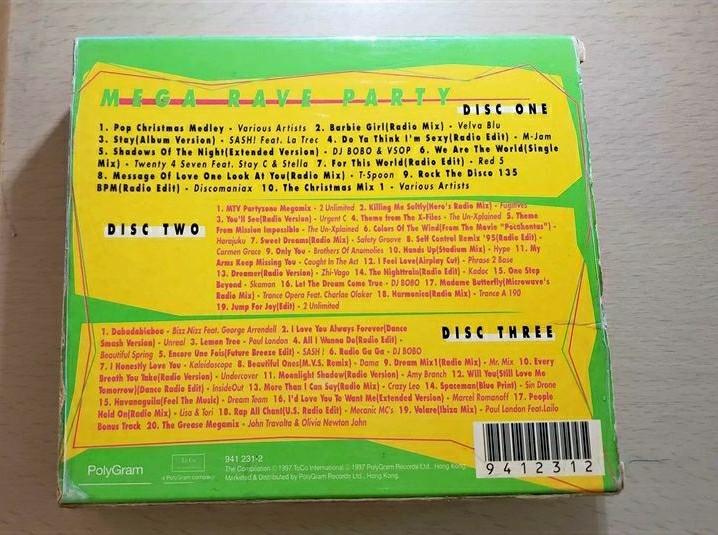 MEGA RAVE PARTY
DISC ONE
1. Pop Christmas Medley - Various Artists 2. Barbie Girl(Radio Mix) - Velva Blu
3. Stay(Album Version) - SASH! Feat. La Trec 4. Do Ya Think I'm Sexy(Radio Edit) - M-Jam
5. Shadows Of The Night(Extended Version) - DJ BOBO & VSOP 6. We Are The World(Single
Mix) - Twenty 4 Seven Feat. Stay C & Stella 7. For This World(Radio Edit) - Red 5
8. Message Of Love One Look At You(Radio Mix) - T-Spoon 9. Rock The Disco 135
BPM(Radio Edit) - Discomaniax 10. The Christmas Mix 1 - Various Artists
DISC TWO
1. MTV Partyzone Megamix - 2 Unlimited 2. Killing Me Softly(Hero's Radio Mix) - Fugitives
3. You'll See(Radio Version) - Urgent C 4. Theme from The X-Files - The Un-Xplained 5. Theme
From Mission Impossible - The Un-Xplained 6. Colors Of The Wind(From The Movie "Pocahontas") -
Harajuku 7. Sweet Dreams(Radio Mix) - Safety Groove 8. Self Control Remix '95(Radio Edit) -
Carmen Grace 9. Only You - Brothers Of Anomolies 10. Hands Up(Stadium Mix) - Hype 11. My
Arms Keep Missing You - Caught In The Act 12. I Feel Love(Airplay Cut) - Phrase 2 Base
13. Dreamer(Radio Version) - Zhi-Vago 14. The Nighttrain(Radio Edit) - Kadoc 15. One Step
Beyond - Skaman 16. Let The Dream Come True - DJ BOBO 17. Madame Butterfly(Microwave's
Radio Mix) - Trance Opera Feat. Charlae Olaker 18. Harmonica(Radio Mix) - Trance A 190
19. Jump For Joy(Edit) - 2 Unlimited
DISC THREE
1. Dabadabiaboo - Bizz Nizz Feat. George Arrendell 2. I Love You Always Forever(Dance
Smash Version) - Unreal 3. Lemon Tree - Paul London 4. All I Wanna Do(Radio Edit) -
Beautiful Spring 5. Encore Une Fois(Future Breeze Edit) - SASH! 6. Radio Ga Ga - DJ BOBO
7. I Honestly Love You - Kaleidoscope 8. Beautiful Ones(M.V.S. Remix) - Dama 9. Dream Mix1(Radio Mix) - Mr. Mix 10. Every
Breath You Take(Radio Version) - Undercover 11. Moonlight Shadow(Radio Version) - Amy Branch 12. Will You(Still Love Me
Tomorrow)(Dance Radio Edit) - InsideOut 13. More Than I Can Say(Radio Mix) - Crazy Leo 14. Spaceman(Blue Print) - Sin Drone
15. Havanaguila(Feel The Music) - Dream Team 16. I'd Love You To Want Me(Extended Version) - Marcel Romanoff 17. People
Hold On(Radio Mix) - Lisa & Tori 18. Rap All Chant(U.S. Radio Edit) - Mecanic MC's 19. Volare(Ibiza Mix) - Paul London Feat.Lailo
Bonus Track 20. The Grease Megamix - John Travolta & Olivia Newton John
PolyGram
a PolyGram company
941 231-2
The Compilation ℗ 1997 ToCo International © 1997 PolyGram Records Ltd., Hong Kong
Marketed & Distributed by PolyGram Records Ltd., Hong Kong.
9412312